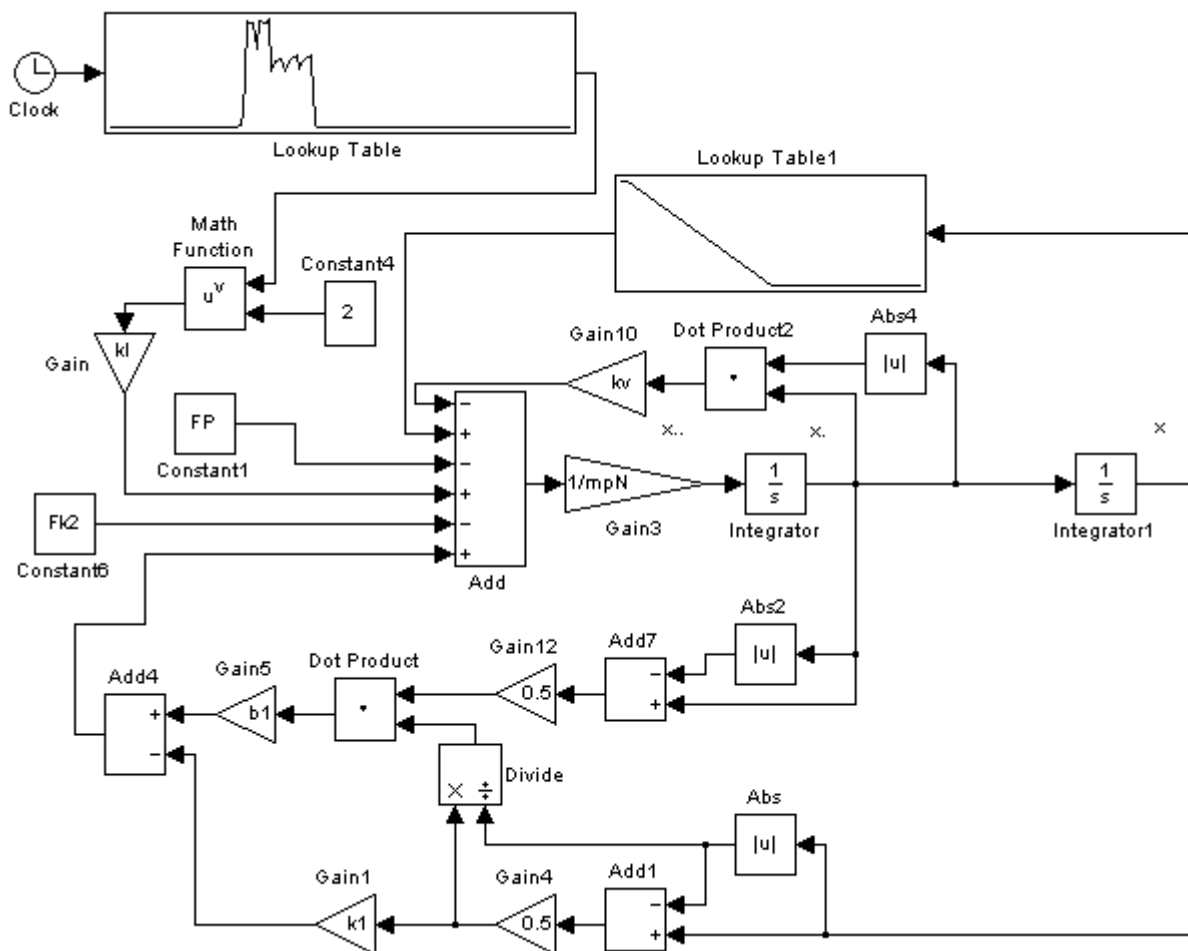 Clock
Lookup Table
Lookup Table1
Math
Function
u^v
Constant4
2
Gain
kl
Gain10
kv
Dot Product2
Abs4
|u|
FP
Constant1
x..
x.
x
− + − + − +
Add
1/mpN
Gain3
1/s
Integrator
1/s
Integrator1
Fk2
Constant6
Abs2
|u|
Add7
− +
Gain12
0.5
Dot Product
Gain5
b1
Add4
+ −
Divide
× ÷
Abs
|u|
Add1
− +
Gain4
0.5
Gain1
k1